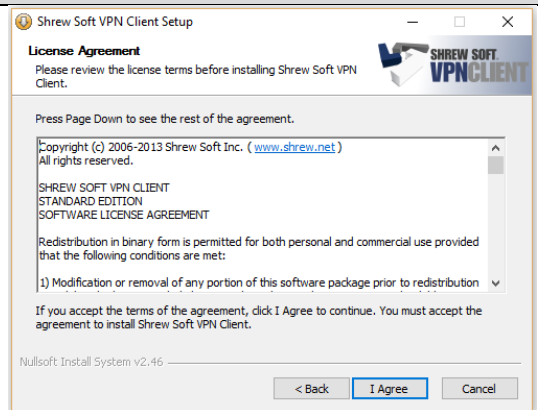 Shrew Soft VPN Client Setup
License Agreement
Please review the license terms before installing Shrew Soft VPN
Client.
SHREW SOFT
VPNCLIENT
Press Page Down to see the rest of the agreement.
Copyright (c) 2006-2013 Shrew Soft Inc. ( www.shrew.net )
All rights reserved.
SHREW SOFT VPN CLIENT
STANDARD EDITION
SOFTWARE LICENSE AGREEMENT
Redistribution in binary form is permitted for both personal and commercial use provided
that the following conditions are met:
1) Modification or removal of any portion of this software package prior to redistribution
If you accept the terms of the agreement, click I Agree to continue. You must accept the
agreement to install Shrew Soft VPN Client.
Nullsoft Install System v2.46
< Back I Agree Cancel